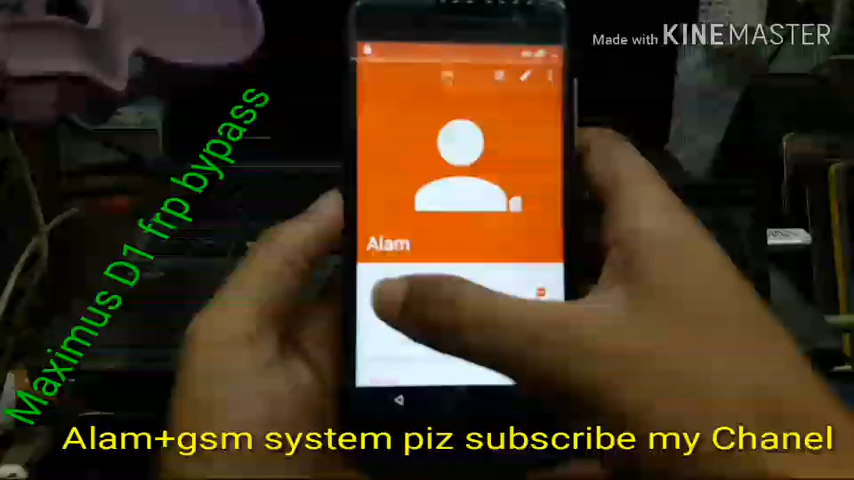 Made with KINEMASTER
Maximus D1 frp bypass
Alam
Alam+gsm system piz subscribe my Chanel